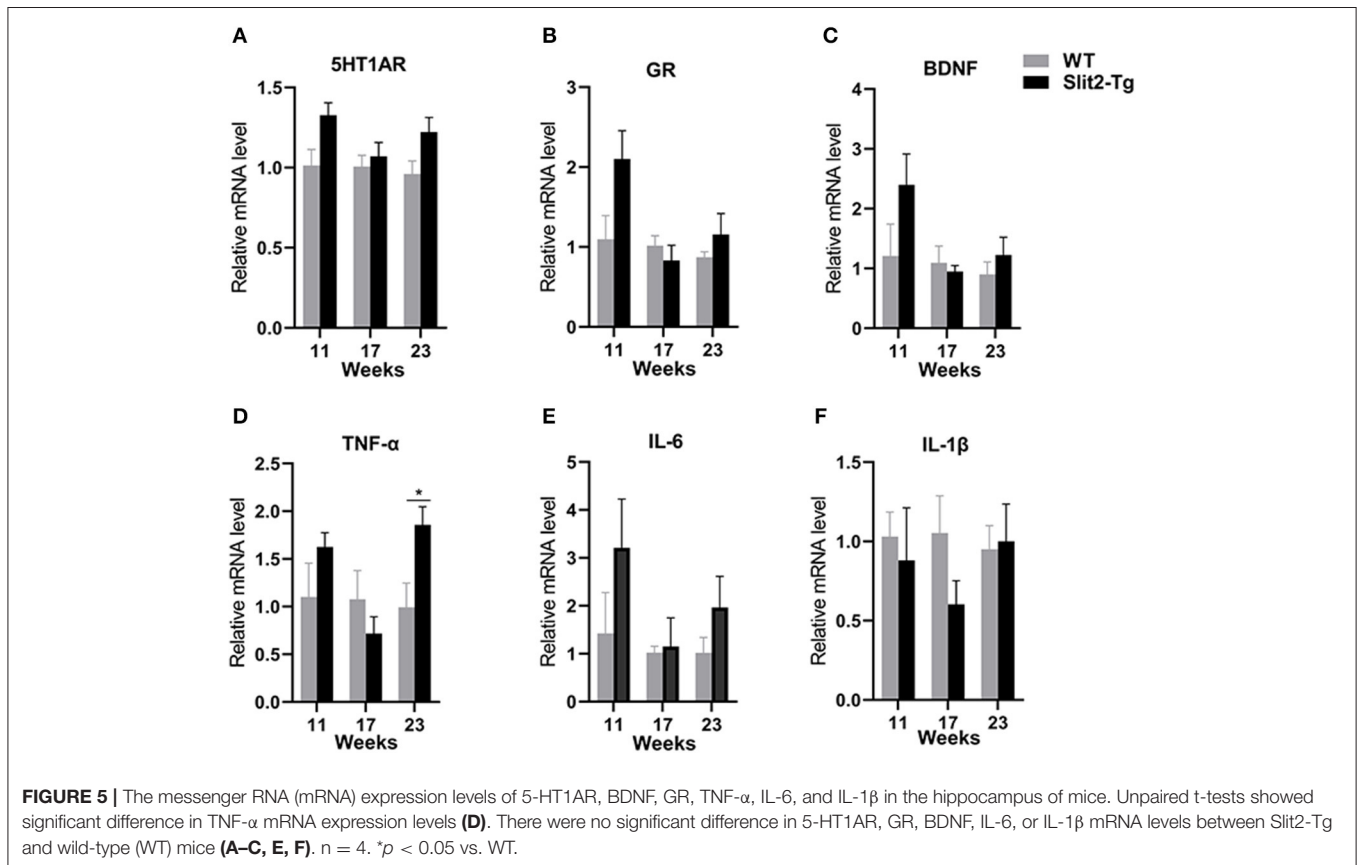 A
5HT1AR
Relative mRNA level
1.5
1.0
0.5
0.0
11 17 23
Weeks
B
GR
Relative mRNA level
3
2
1
0
11 17 23
Weeks
C
BDNF
Relative mRNA level
4
3
2
1
0
11 17 23
Weeks
WT
Slit2-Tg
D
TNF-α
Relative mRNA level
2.5
2.0
1.5
1.0
0.5
0.0
*
11 17 23
Weeks
E
IL-6
Relative mRNA level
5
4
3
2
1
0
11 17 23
Weeks
F
IL-1β
Relative mRNA level
1.5
1.0
0.5
0.0
11 17 23
Weeks
FIGURE 5 | The messenger RNA (mRNA) expression levels of 5-HT1AR, BDNF, GR, TNF-α, IL-6, and IL-1β in the hippocampus of mice. Unpaired t-tests showed
significant difference in TNF-α mRNA expression levels (D). There were no significant difference in 5-HT1AR, GR, BDNF, IL-6, or IL-1β mRNA levels between Slit2-Tg
and wild-type (WT) mice (A–C, E, F). n = 4. *p < 0.05 vs. WT.